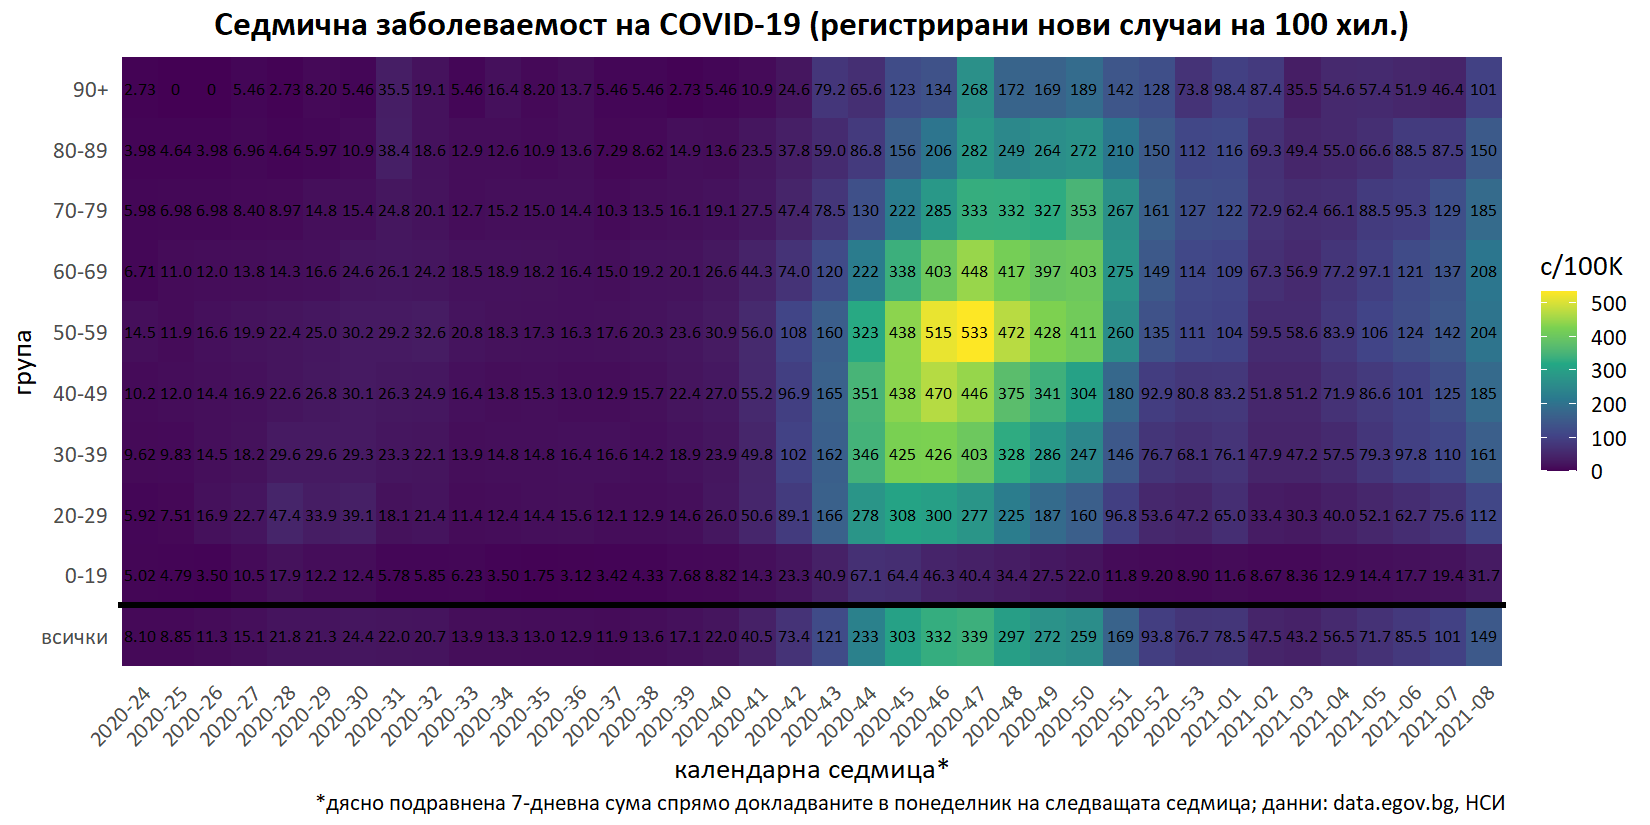 Седмична заболеваемост на COVID-19 (регистрирани нови случаи на 100 хил.)
90+ 2.73 0 0 5.46 2.73 8.20 5.46 35.5 19.1 5.46 16.4 8.20 13.7 5.46 5.46 2.73 5.46 10.9 24.6 79.2 65.6 123 134 268 172 169 189 142 128 73.8 98.4 87.4 35.5 54.6 57.4 51.9 46.4 101
80-89 3.98 4.64 3.98 6.96 4.64 5.97 10.9 38.4 18.6 12.9 12.6 10.9 13.6 7.29 8.62 14.9 13.6 23.5 37.8 59.0 86.8 156 206 282 249 264 272 210 150 112 116 69.3 49.4 55.0 66.6 88.5 87.5 150
70-79 5.98 6.98 6.98 8.40 8.97 14.8 15.4 24.8 20.1 12.7 15.2 15.0 14.4 10.3 13.5 16.1 19.1 27.5 47.4 78.5 130 222 285 333 332 327 353 267 161 127 122 72.9 62.4 66.1 88.5 95.3 129 185
60-69 6.71 11.0 12.0 13.8 14.3 16.6 24.6 26.1 24.2 18.5 18.9 18.2 16.4 15.0 19.2 20.1 26.6 44.3 74.0 120 222 338 403 448 417 397 403 275 149 114 109 67.3 56.9 77.2 97.1 121 137 208
50-59 14.5 11.9 16.6 19.9 22.4 25.0 30.2 29.2 32.6 20.8 18.3 17.3 16.3 17.6 20.3 23.6 30.9 56.0 108 160 323 438 515 533 472 428 411 260 135 111 104 59.5 58.6 83.9 106 124 142 204
40-49 10.2 12.0 14.4 16.9 22.6 26.8 30.1 26.3 24.9 16.4 13.8 15.3 13.0 12.9 15.7 22.4 27.0 55.2 96.9 165 351 438 470 446 375 341 304 180 92.9 80.8 83.2 51.8 51.2 71.9 86.6 101 125 185
30-39 9.62 9.83 14.5 18.2 29.6 29.6 29.3 23.3 22.1 13.9 14.8 14.8 16.4 16.6 14.2 18.9 23.9 49.8 102 162 346 425 426 403 328 286 247 146 76.7 68.1 76.1 47.9 47.2 57.5 79.3 97.8 110 161
20-29 5.92 7.51 16.9 22.7 47.4 33.9 39.1 18.1 21.4 11.4 12.4 14.4 15.6 12.1 12.9 14.6 26.0 50.6 89.1 166 278 308 300 277 225 187 160 96.8 53.6 47.2 65.0 33.4 30.3 40.0 52.1 62.7 75.6 112
0-19 5.02 4.79 3.50 10.5 17.9 12.2 12.4 5.78 5.85 6.23 3.50 1.75 3.12 3.42 4.33 7.68 8.82 14.3 23.3 40.9 67.1 64.4 46.3 40.4 34.4 27.5 22.0 11.8 9.20 8.90 11.6 8.67 8.36 12.9 14.4 17.7 19.4 31.7
всички 8.10 8.85 11.3 15.1 21.8 21.3 24.4 22.0 20.7 13.9 13.3 13.0 12.9 11.9 13.6 17.1 22.0 40.5 73.4 121 233 303 332 339 297 272 259 169 93.8 76.7 78.5 47.5 43.2 56.5 71.7 85.5 101 149
група
2020-24 2020-25 2020-26 2020-27 2020-28 2020-29 2020-30 2020-31 2020-32 2020-33 2020-34 2020-35 2020-36 2020-37 2020-38 2020-39 2020-40 2020-41 2020-42 2020-43 2020-44 2020-45 2020-46 2020-47 2020-48 2020-49 2020-50 2020-51 2020-52 2020-53 2021-01 2021-02 2021-03 2021-04 2021-05 2021-06 2021-07 2021-08
календарна седмица*
*дясно подравнена 7-дневна сума спрямо докладваните в понеделник на следващата седмица; данни: data.egov.bg, НСИ
c/100K
500
400
300
200
100
0